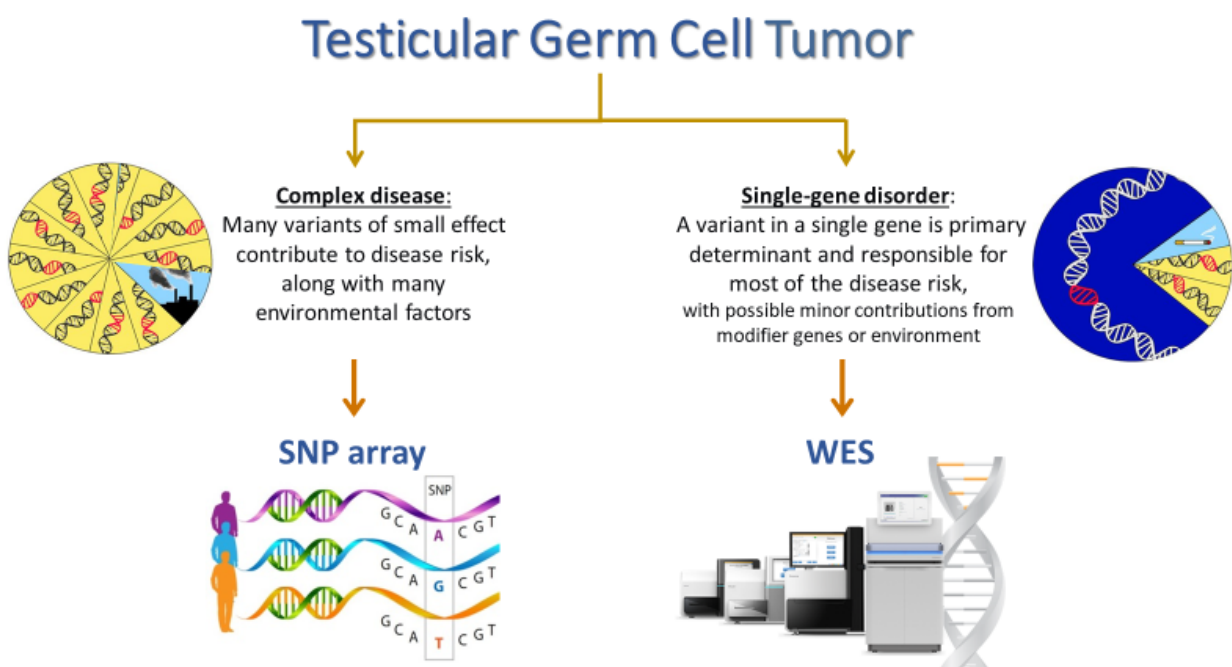 Testicular Germ Cell Tumor
Complex disease:
Many variants of small effect
contribute to disease risk,
along with many
environmental factors
Single-gene disorder:
A variant in a single gene is primary
determinant and responsible for
most of the disease risk,
with possible minor contributions from
modifier genes or environment
SNP array
WES
SNP
G C A A C G T
G C A G C G T
G C A T C G T